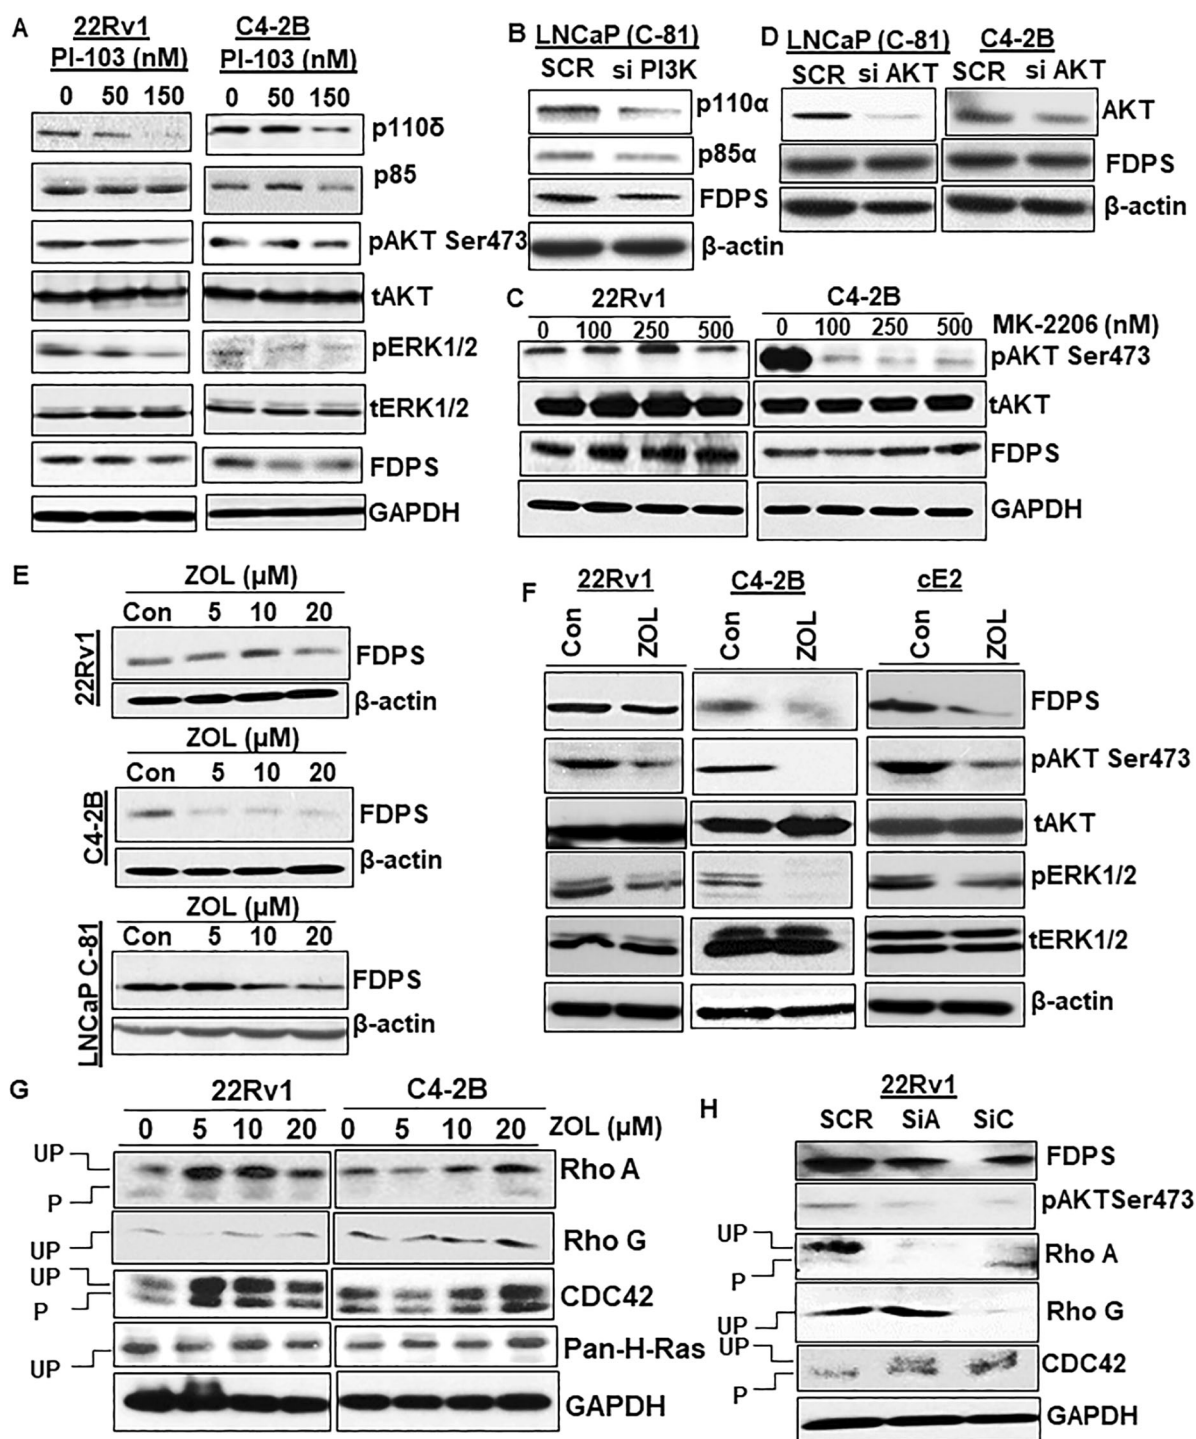 A
22Rv1 C4-2B
PI-103 (nM) PI-103 (nM)
0 50 150 0 50 150
p110δ
p85
pAKT Ser473
tAKT
pERK1/2
tERK1/2
FDPS
GAPDH
B LNCaP (C-81)
SCR si PI3K
p110α
p85α
FDPS
β-actin
D LNCaP (C-81) C4-2B
SCR si AKT SCR si AKT
AKT
FDPS
β-actin
C 22Rv1 C4-2B
0 100 250 500 0 100 250 500 MK-2206 (nM)
pAKT Ser473
tAKT
FDPS
GAPDH
E
ZOL (µM)
Con 5 10 20
22Rv1
FDPS
β-actin
ZOL (µM)
Con 5 10 20
C4-2B
FDPS
β-actin
ZOL (µM)
Con 5 10 20
LNCaP C-81
FDPS
β-actin
F 22Rv1 C4-2B cE2
Con ZOL Con ZOL Con ZOL
FDPS
pAKT Ser473
tAKT
pERK1/2
tERK1/2
β-actin
G 22Rv1 C4-2B
0 5 10 20 0 5 10 20 ZOL (µM)
UP
P
Rho A
UP
Rho G
UP
P
CDC42
UP
Pan-H-Ras
GAPDH
H
22Rv1
SCR SiA SiC
FDPS
pAKTSer473
UP
P
Rho A
UP
Rho G
UP
P
CDC42
GAPDH